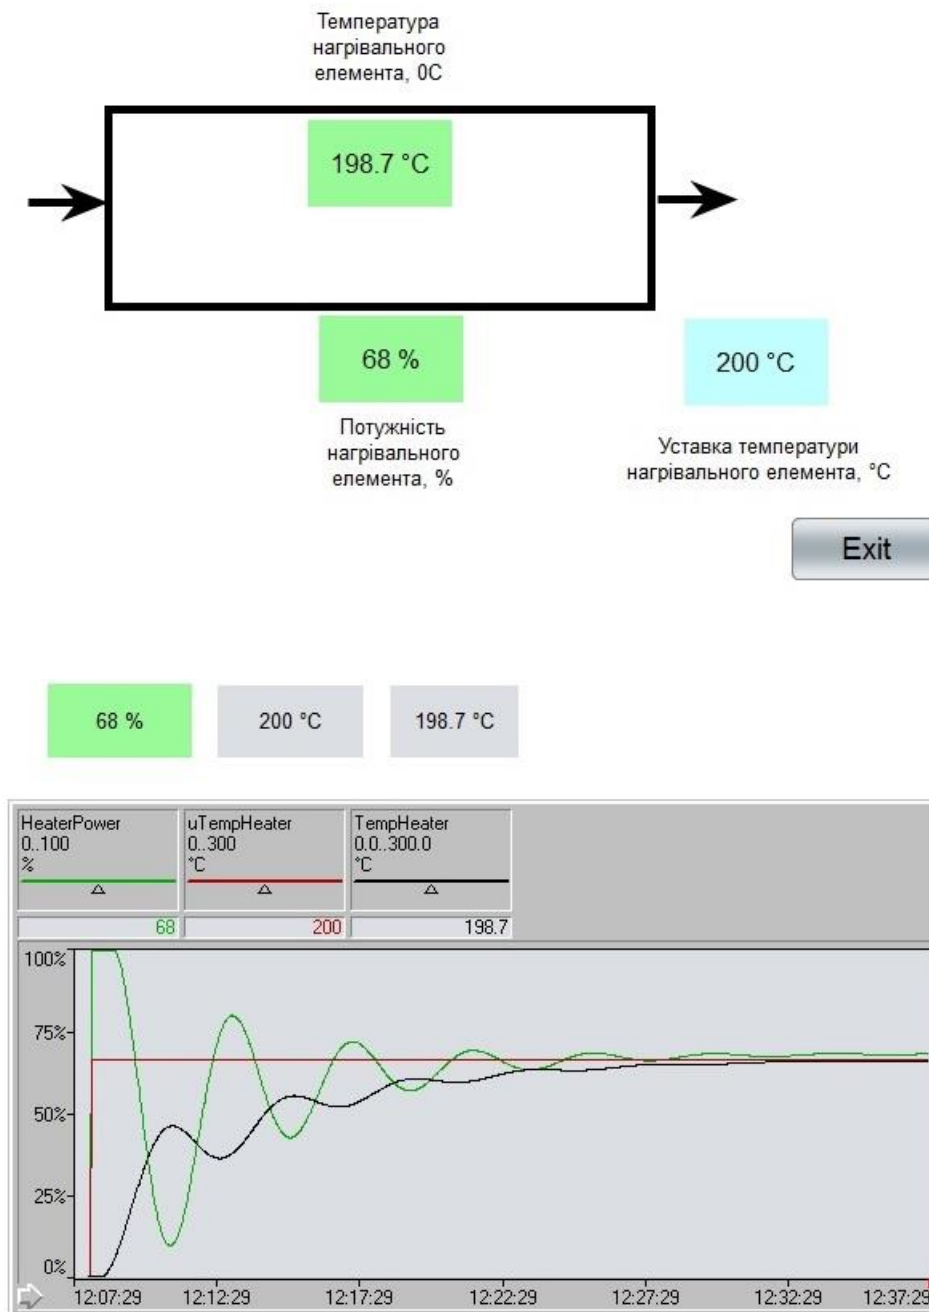 Температура
нагрівального
елемента, 0С
198.7 °C
68 %
200 °C
Потужність
нагрівального
елемента, %
Уставка температури
нагрівального елемента, °С
Exit
68 %
200 °C
198.7 °C
HeaterPower
0..100
%
uTempHeater
0..300
°C
TempHeater
0.0..300.0
°C
68
200
198.7
100%
75%
50%
25%
0%
12:07:29
12:12:29
12:17:29
12:22:29
12:27:29
12:32:29
12:37:29